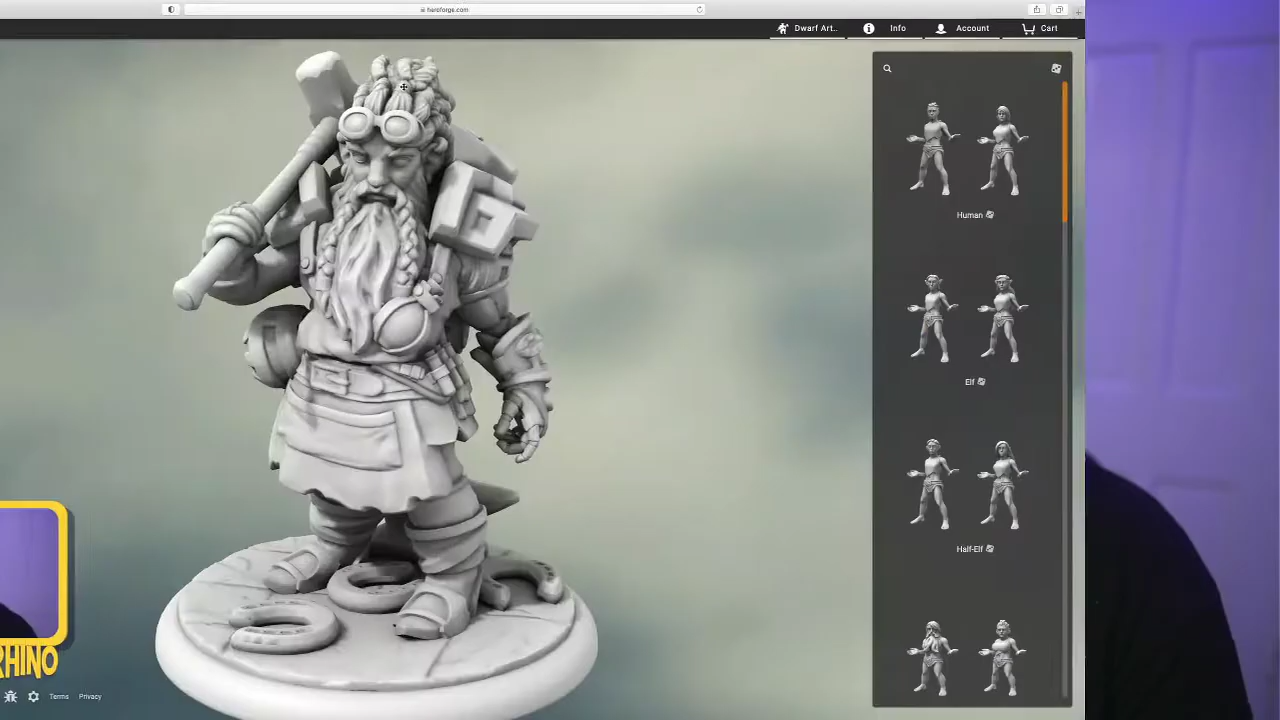 heroforge.com
Dwarf Art..
Info
Account
Cart
Human
Elf
Half-Elf
RHINO
Terms
Privacy